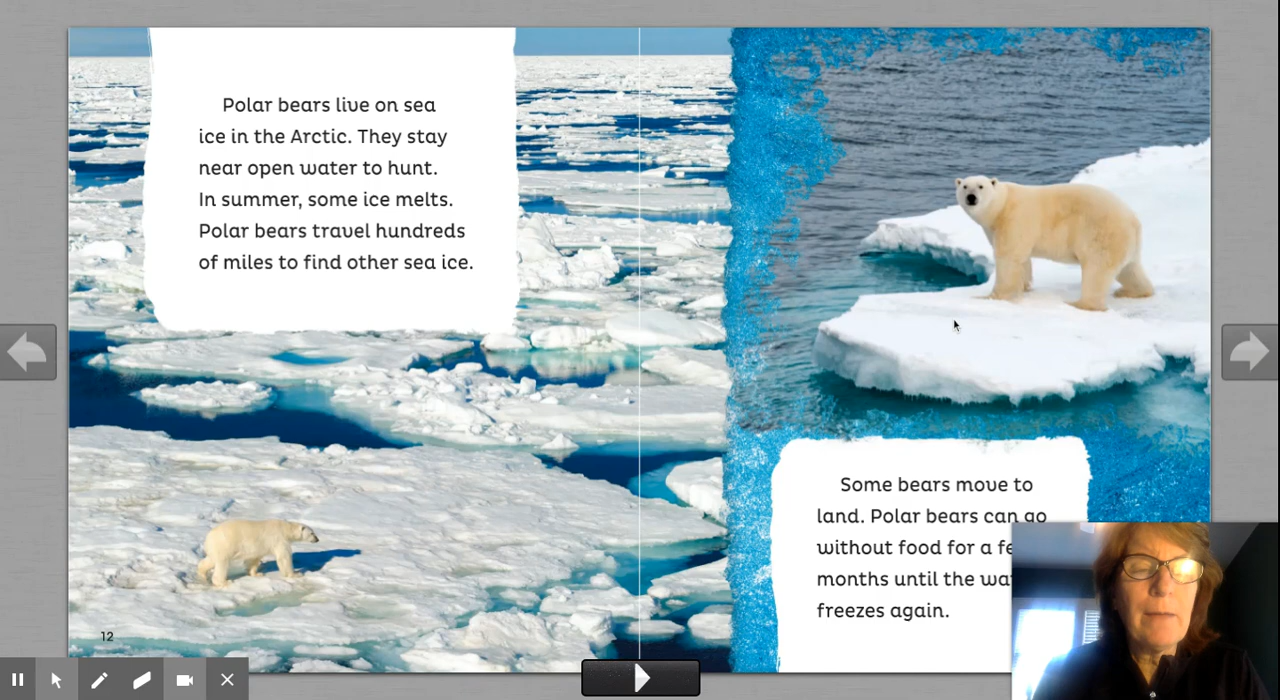 Polar bears live on sea
ice in the Arctic. They stay
near open water to hunt.
In summer, some ice melts.
Polar bears travel hundreds
of miles to find other sea ice.
12
Some bears move to
land. Polar bears can go
without food for a
months until the
freezes again.